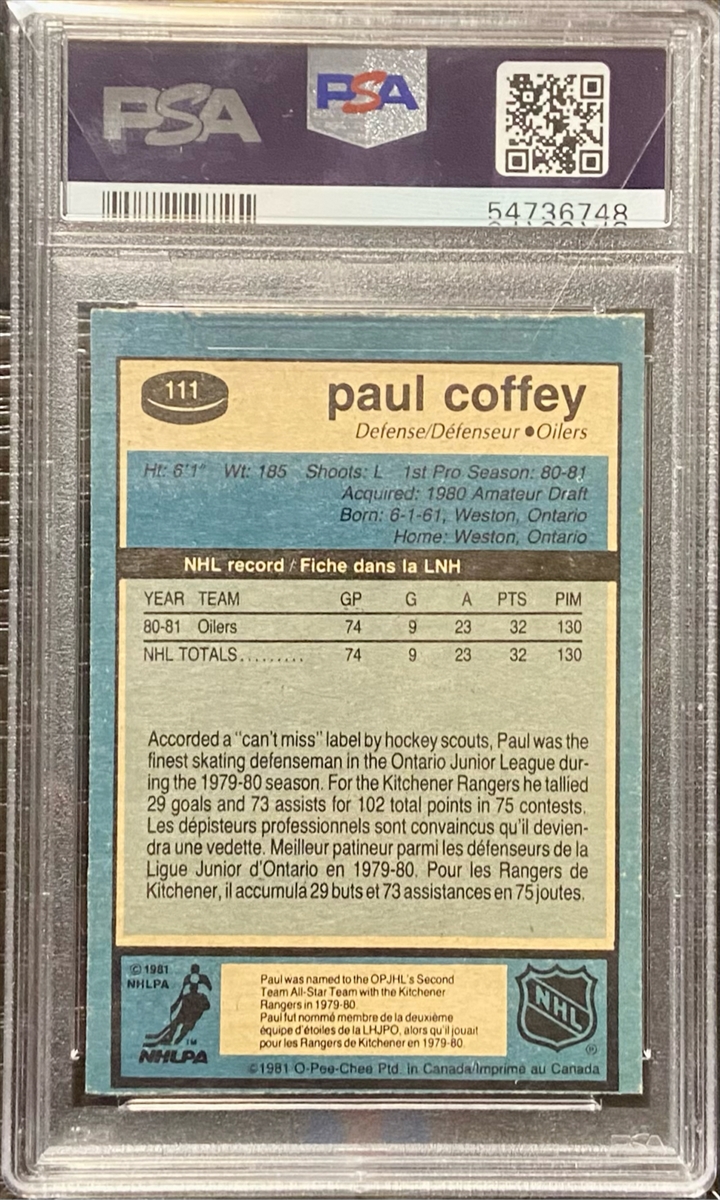 PSA PSA
54736748
111
paul coffey
Defense/Défenseur •Oilers
Ht: 6'1" Wt: 185 Shoots: L 1st Pro Season: 80-81
Acquired: 1980 Amateur Draft
Born: 6-1-61, Weston, Ontario
Home: Weston, Ontario
NHL record / Fiche dans la LNH
YEAR TEAM GP G A PTS PIM
80-81 Oilers 74 9 23 32 130
NHL TOTALS......... 74 9 23 32 130
Accorded a "can't miss" label by hockey scouts, Paul was the
finest skating defenseman in the Ontario Junior League dur-
ing the 1979-80 season. For the Kitchener Rangers he tallied
29 goals and 73 assists for 102 total points in 75 contests.
Les dépisteurs professionnels sont convaincus qu'il devien-
dra une vedette. Meilleur patineur parmi les défenseurs de la
Ligue Junior d'Ontario en 1979-80. Pour les Rangers de
Kitchener, il accumula 29 buts et 73 assistances en 75 joutes.
© 1981
NHLPA
TM
NHLPA
Paul was named to the OPJHL's Second
Team All-Star Team with the Kitchener
Rangers in 1979-80.
Paul fut nommé membre de la deuxième
équipe d'étoiles de la LHJPO, alors qu'il jouait
pour les Rangers de Kitchener en 1979-80.
NHL
®
©1981 O-Pee-Chee Ptd. in Canada/Imprimé au Canada
PSA